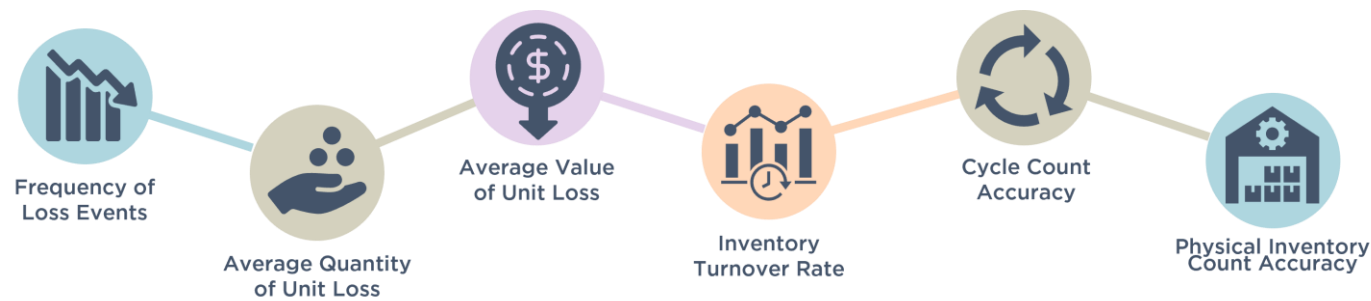 Frequency of
Loss Events
Average Quantity
of Unit Loss
$
Average Value
of Unit Loss
Inventory
Turnover Rate
Cycle Count
Accuracy
Physical Inventory
Count Accuracy